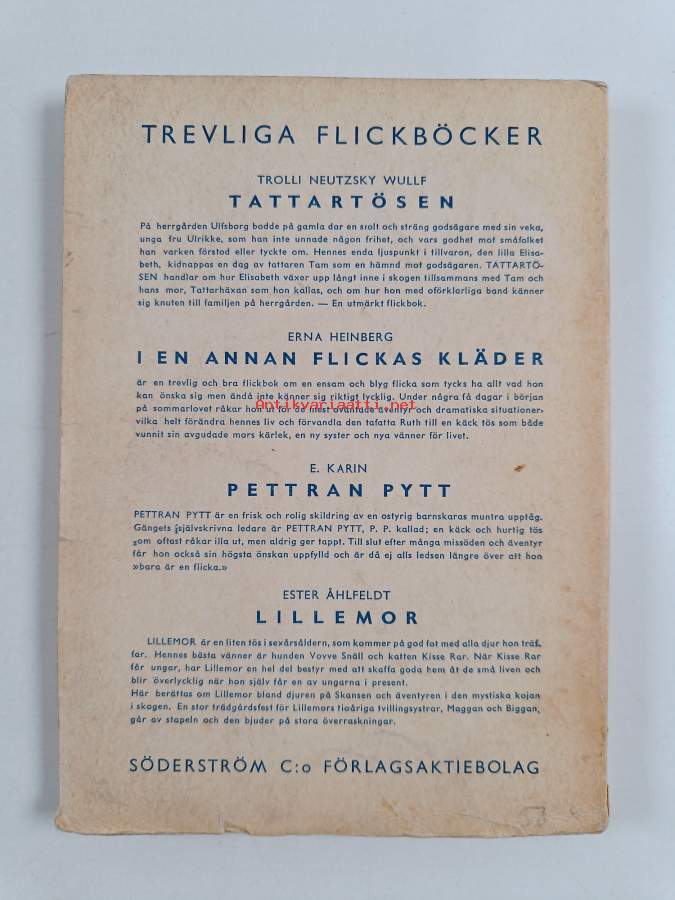 TREVLIGA FLICKBÖCKER
TROLLI NEUTZSKY WULFF
TATTARTÖSEN
På herrgården Ulfsborg bodde på gamla dar en stolt och sträng godsägare med sin veka,
unga fru Ulrikke, som han inte unnade någon frihet, och vars godhet mot småfolket
han varken förstod eller tyckte om. Hennes enda ljuspunkt i tillvaron, den lilla Elisa-
beth, kidnappas en dag av tattaren Tam som en hämnd mot godsägaren. TATTARTÖ-
SEN handlar om hur Elisabeth växer upp långt inne i skogen tillsammans med Tam och
hans mor, Tattarhäxan som hon kallas, och om hur hon med oförklarliga band känner
sig knuten till familjen på herrgården. — En utmärkt flickbok.
ERNA HEINBERG
I EN ANNAN FLICKAS KLÄDER
är en trevlig och bra flickbok om en ensam och blyg flicka som tycks ha allt vad hon
kan önska sig men ändå inte känner sig riktigt lycklig. Under några få dagar i början
på sommarlovet råkar hon ut för de mest oväntade äventyr och dramatiska situationer,
Antikvariaatti.net
vilka helt förändra hennes liv och förvandla den tafatta Ruth till en käck tös som både
vunnit sin avgudade mors kärlek, en ny syster och nya vänner för livet.
E. KARIN
PETTRAN PYTT
PETTRAN PYTT är en frisk och rolig skildring av en ostyrig barnskaras muntra upptåg.
Gängets självskrivna ledare är PETTRAN PYTT, P. P. kallad; en käck och hurtig tös
som oftast råkar illa ut, men aldrig ger tappt. Till slut efter många missöden och äventyr
får hon också sin högsta önskan uppfylld och är då ej alls ledsen längre över att hon
»bara är en flicka.»
ESTER ÅHLFELDT
LILLEMOR
LILLEMOR är en liten tös i sexårsåldern, som kommer på god fot med alla djur hon träf-
far. Hennes bästa vänner är hunden Vovve Snäll och katten Kisse Rar. När Kisse Rar
får ungar, har Lillemor en hel del bestyr med att skaffa goda hem åt de små liven och
blir överlycklig när hon själv får en av ungarna i present.
Här berättas om Lillemor bland djuren på Skansen och äventyren i den mystiska kojan
i skogen. En stor trädgårdsfest för Lillemors tioåriga tvillingsystrar, Maggan och Biggan,
går av stapeln och den bjuder på stora överraskningar.
SÖDERSTRÖM C:o FÖRLAGSAKTIEBOLAG